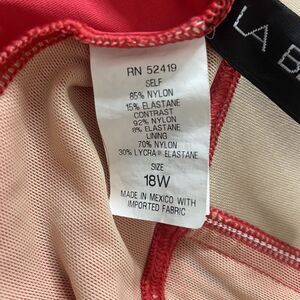 RN 52419
SELF
85% NYLON
15% ELASTANE
CONTRAST
92% NYLON
8% ELASTANE
LINING
70% NYLON
30% LYCRA® ELASTANE
SIZE
18W
MADE IN MEXICO WITH
IMPORTED FABRIC
LA B